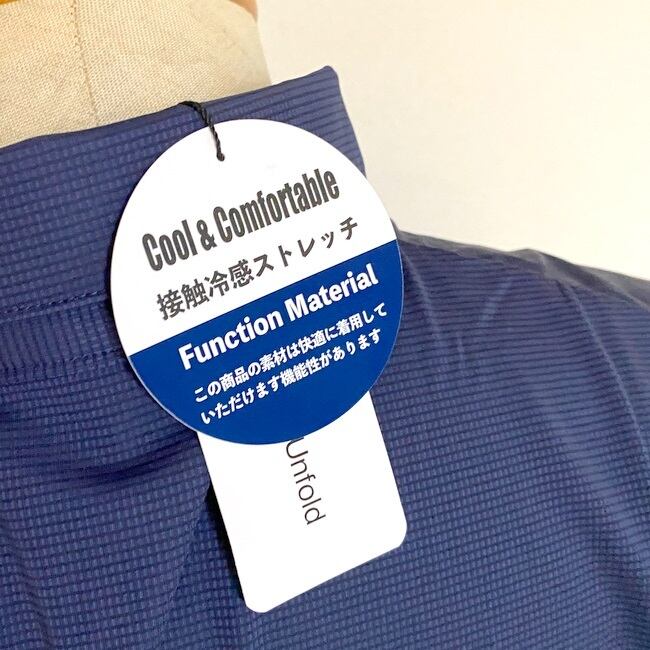 Cool & Comfortable
接触冷感ストレッチ
Function Material
この商品の素材は快適に着用して
いただけます機能性があります
Unfold